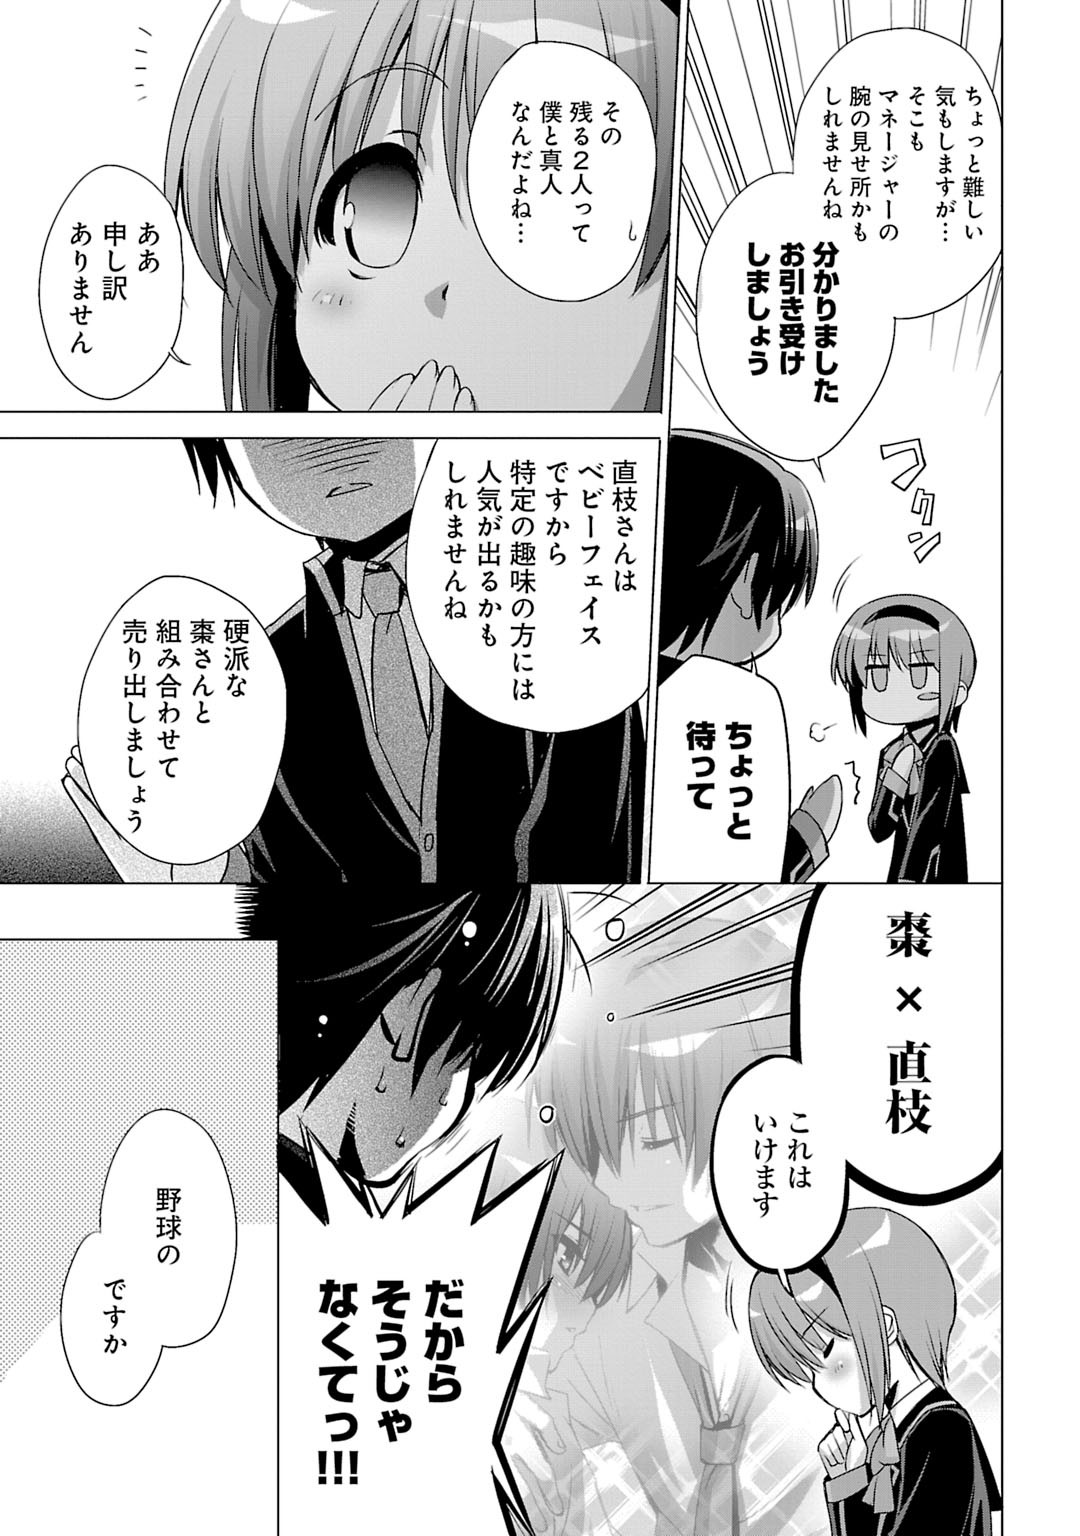 ちょっと難しい
気もしますが…
そこも
マネージャーの
腕の見せ所かも
しれませんね
分かりました
お引き受け
しましょう
コクン
ちょっと
待って
その
残る2人って
僕と真人
なんだよね…
ああ
申し訳
ありません
直枝さんは
ベビーフェイス
ですから
特定の趣味の方には
人気が出るかも
しれませんね
硬派な
棗さんと
組み合わせて
売り出しましょう
棗×直枝
これは
いけます
だから
そうじゃ
なくてっ!!!
野球の
ですか